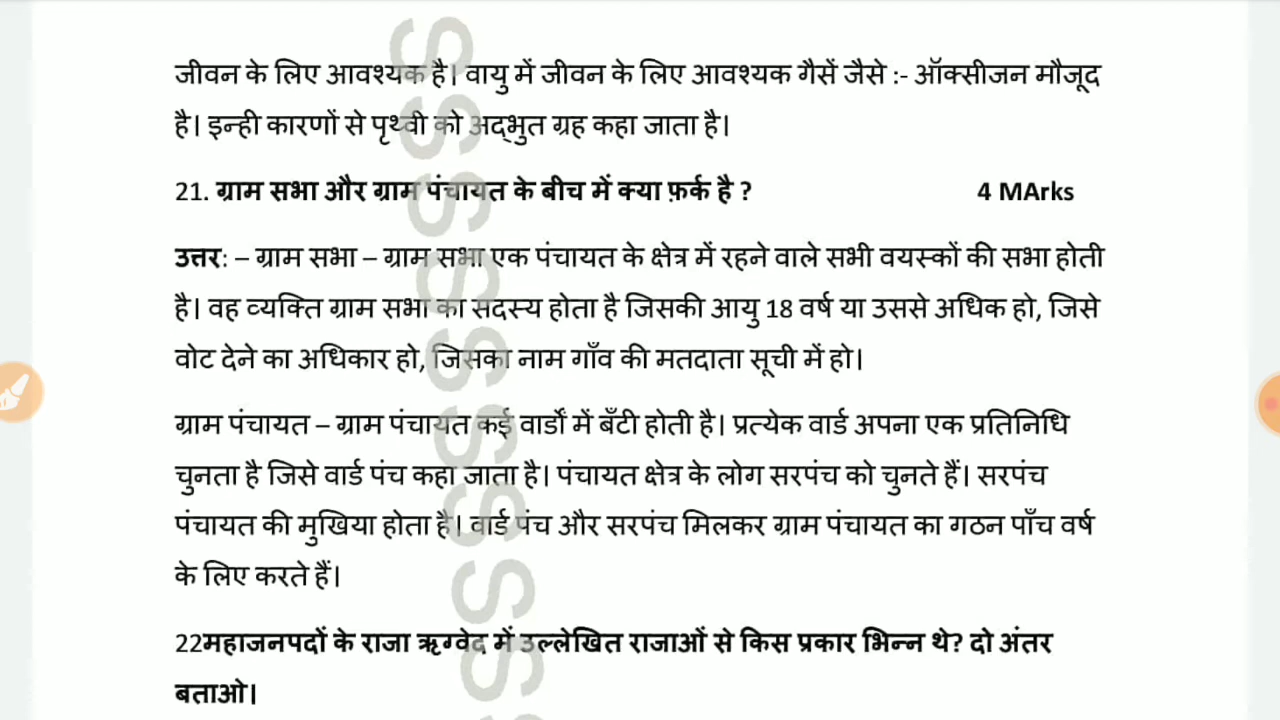 जीवन के लिए आवश्यक है। वायु में जीवन के लिए आवश्यक गैसें जैसे :- ऑक्सीजन मौजूद
है। इन्ही कारणों से पृथ्वी को अद्भुत ग्रह कहा जाता है।
21. ग्राम सभा और ग्राम पंचायत के बीच में क्या फ़र्क है ? 4 MArks
उत्तर: – ग्राम सभा – ग्राम सभा एक पंचायत के क्षेत्र में रहने वाले सभी वयस्कों की सभा होती
है। वह व्यक्ति ग्राम सभा का सदस्य होता है जिसकी आयु 18 वर्ष या उससे अधिक हो, जिसे
वोट देने का अधिकार हो, जिसका नाम गाँव की मतदाता सूची में हो।
ग्राम पंचायत – ग्राम पंचायत कई वार्डों में बँटी होती है। प्रत्येक वार्ड अपना एक प्रतिनिधि
चुनता है जिसे वार्ड पंच कहा जाता है। पंचायत क्षेत्र के लोग सरपंच को चुनते हैं। सरपंच
पंचायत की मुखिया होता है। वार्ड पंच और सरपंच मिलकर ग्राम पंचायत का गठन पाँच वर्ष
के लिए करते हैं।
22महाजनपदों के राजा ऋग्वेद में उल्लेखित राजाओं से किस प्रकार भिन्न थे? दो अंतर
बताओ।
SSSSSSSSS